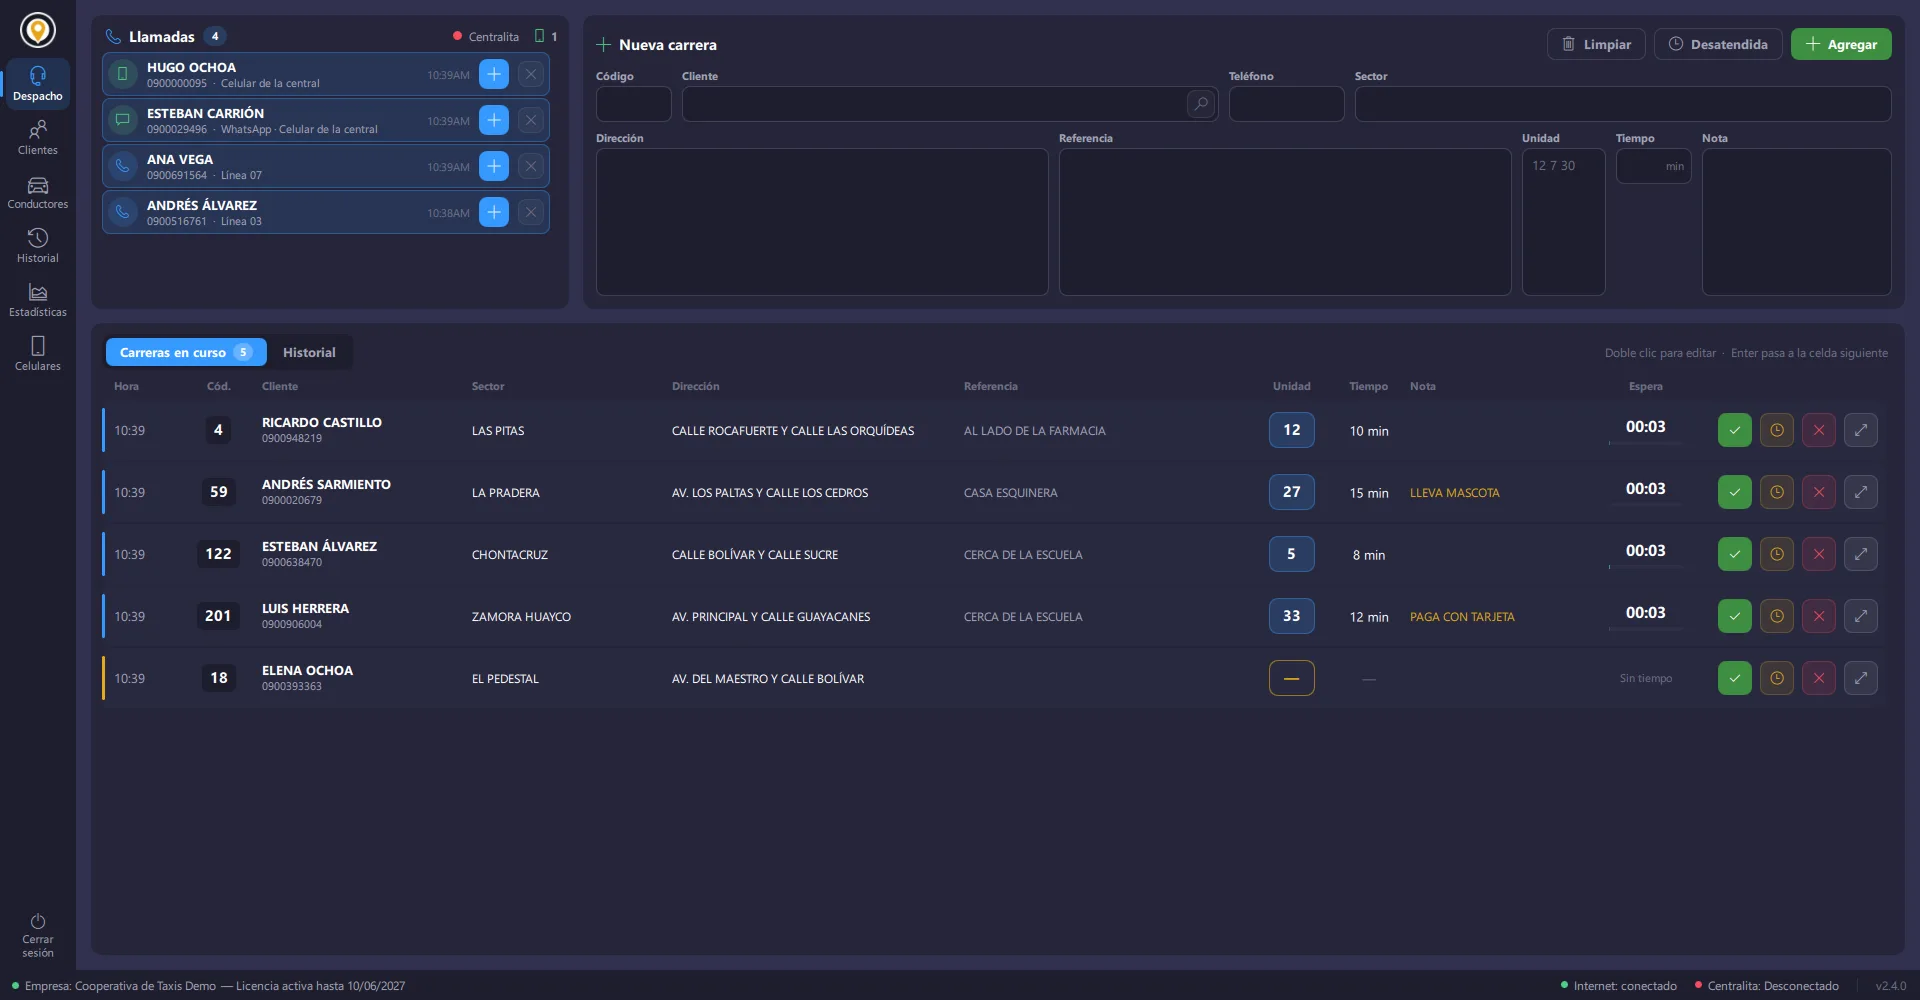 Despacho
Clientes
Conductores
Historial
Estadísticas
Celulares
Cerrar
sesión
Llamadas 4
Centralita 1
HUGO OCHOA
0900000095 · Celular de la central
10:39AM
ESTEBAN CARRIÓN
0900029496 · WhatsApp · Celular de la central
10:39AM
ANA VEGA
0900691564 · Línea 07
10:39AM
ANDRÉS ÁLVAREZ
0900516761 · Línea 03
10:38AM
Nueva carrera
Limpiar
Desatendida
Agregar
Código Cliente Teléfono Sector
Dirección Referencia Unidad Tiempo Nota
12 7 30
min
Carreras en curso 5
Historial
Doble clic para editar · Enter pasa a la celda siguiente
Hora Cód. Cliente Sector Dirección Referencia Unidad Tiempo Nota Espera
10:39 4 RICARDO CASTILLO
0900948219
LAS PITAS CALLE ROCAFUERTE Y CALLE LAS ORQUÍDEAS AL LADO DE LA FARMACIA 12 10 min 00:03
10:39 59 ANDRÉS SARMIENTO
0900020679
LA PRADERA AV. LOS PALTAS Y CALLE LOS CEDROS CASA ESQUINERA 27 15 min LLEVA MASCOTA 00:03
10:39 122 ESTEBAN ÁLVAREZ
0900638470
CHONTACRUZ CALLE BOLÍVAR Y CALLE SUCRE CERCA DE LA ESCUELA 5 8 min 00:03
10:39 201 LUIS HERRERA
0900906004
ZAMORA HUAYCO AV. PRINCIPAL Y CALLE GUAYACANES CERCA DE LA ESCUELA 33 12 min PAGA CON TARJETA 00:03
10:39 18 ELENA OCHOA
0900393363
EL PEDESTAL AV. DEL MAESTRO Y CALLE BOLÍVAR — — Sin tiempo
Empresa: Cooperativa de Taxis Demo — Licencia activa hasta 10/06/2027
Internet: conectado
Centralita: Desconectado
v2.4.0